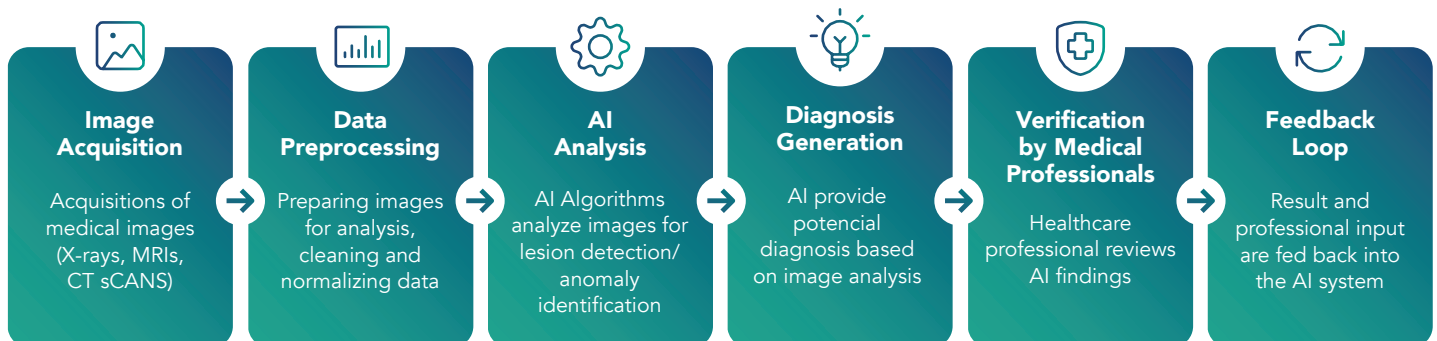 Image
Acquisition
Acquisitions of
medical images
(X-rays, MRIs,
CT sCANS)
Data
Preprocessing
Preparing images
for analysis,
cleaning and
normalizing data
AI
Analysis
AI Algorithms
analyze images for
lesion detection/
anomaly
identification
Diagnosis
Generation
AI provide
potencial
diagnosis based
on image analysis
Verification
by Medical
Professionals
Healthcare
professional reviews
AI findings
Feedback
Loop
Result and
professional input
are fed back into
the AI system